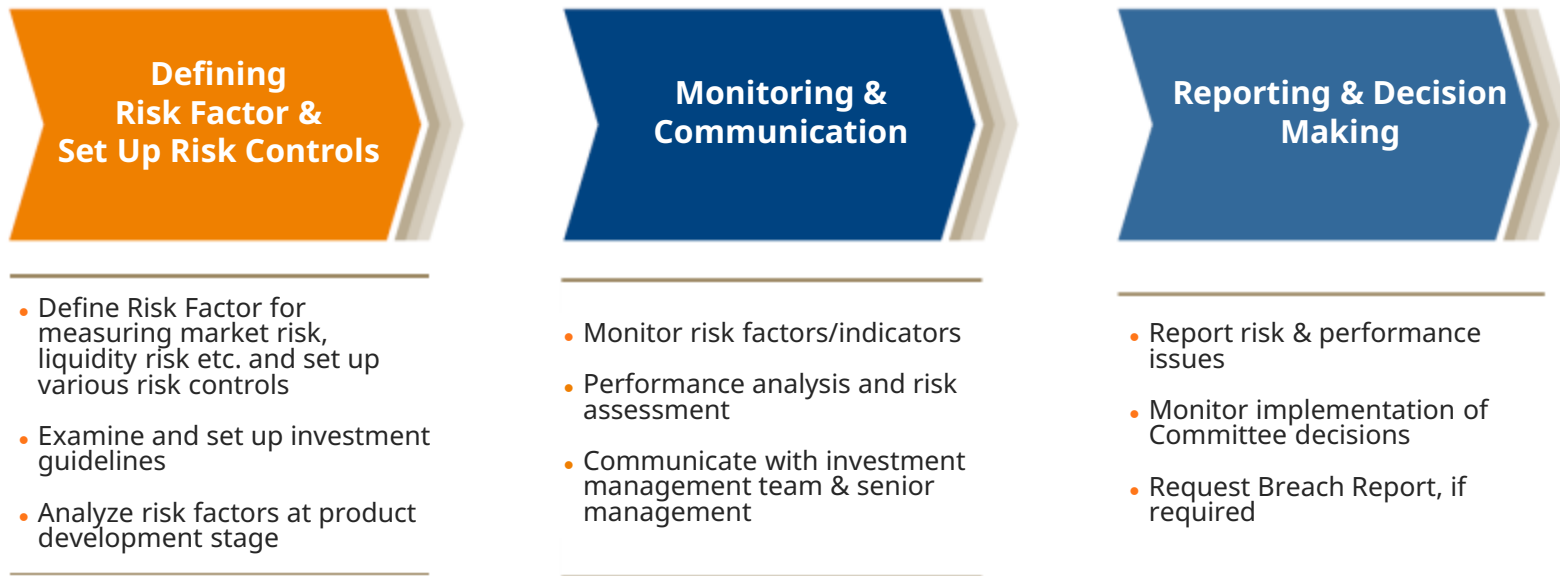 Defining
Risk Factor &
Set Up Risk Controls
• Define Risk Factor for
measuring market risk,
liquidity risk etc. and set up
various risk controls
• Examine and set up investment
guidelines
• Analyze risk factors at product
development stage
Monitoring &
Communication
• Monitor risk factors/indicators
• Performance analysis and risk
assessment
• Communicate with investment
management team & senior
management
Reporting & Decision
Making
• Report risk & performance
issues
• Monitor implementation of
Committee decisions
• Request Breach Report, if
required